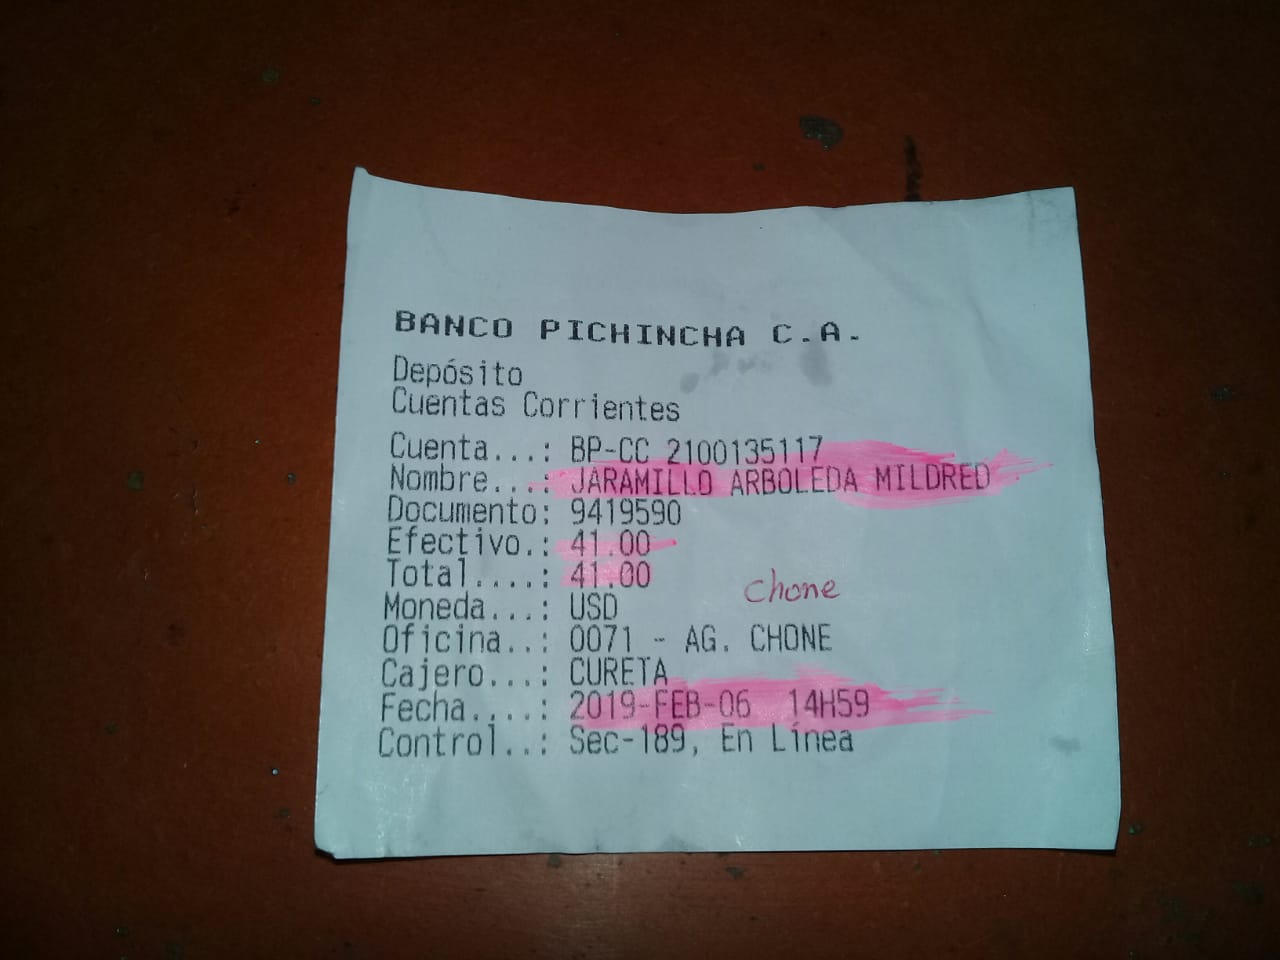 BANCO PICHINCHA C.A.
Depósito
Cuentas Corrientes
Cuenta...: BP-CC 2100135117
Nombre...: JARAMILLO ARBOLEDA MILDRED
Documento: 9419590
Efectivo.: 41.00
Total....: 41.00
chone
Moneda...: USD
Oficina..: 0071 - AG. CHONE
Cajero...: CURETA
Fecha....: 2019-FEB-06 14H59
Control..: Sec-189, En Línea